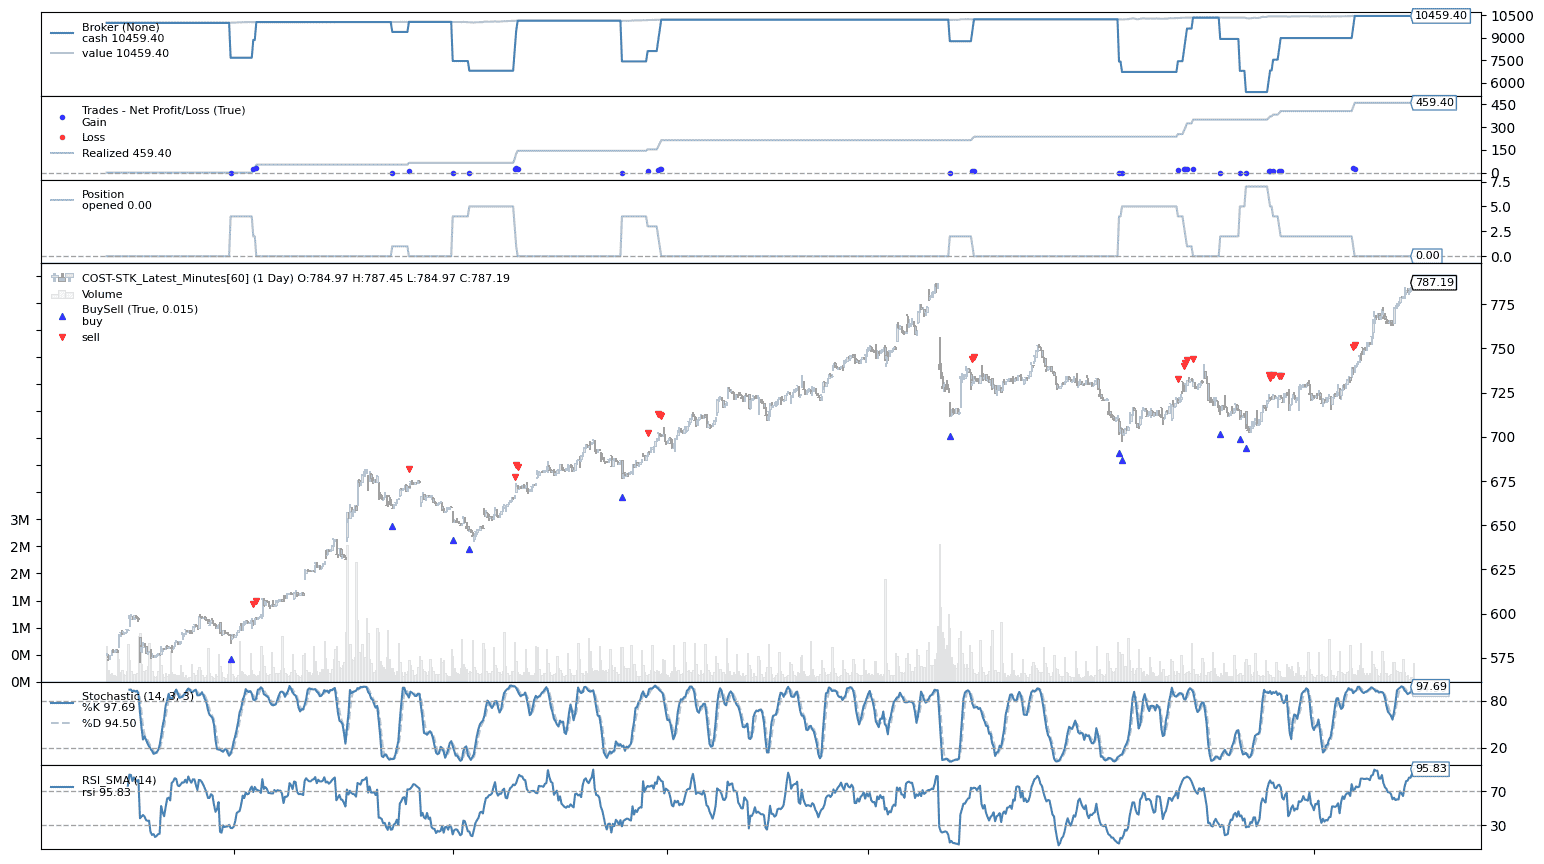 Broker (None)
cash 10459.40
value 10459.40
10459.40
10500
9000
7500
6000
Trades - Net Profit/Loss (True)
Gain
Loss
Realized 459.40
459.40
450
300
150
0
Position
opened 0.00
7.5
5.0
2.5
0.0
0.00
COST-STK_Latest_Minutes[60] (1 Day) O:784.97 H:787.45 L:784.97 C:787.19
Volume
BuySell (True, 0.015)
buy
sell
787.19
775
750
725
700
675
650
625
600
575
3M
2M
2M
1M
1M
0M
0M
Stochastic (14, 3, 3)
%K 97.69
%D 94.50
97.69
80
20
RSI_SMA (14)
rsi 95.83
95.83
70
30